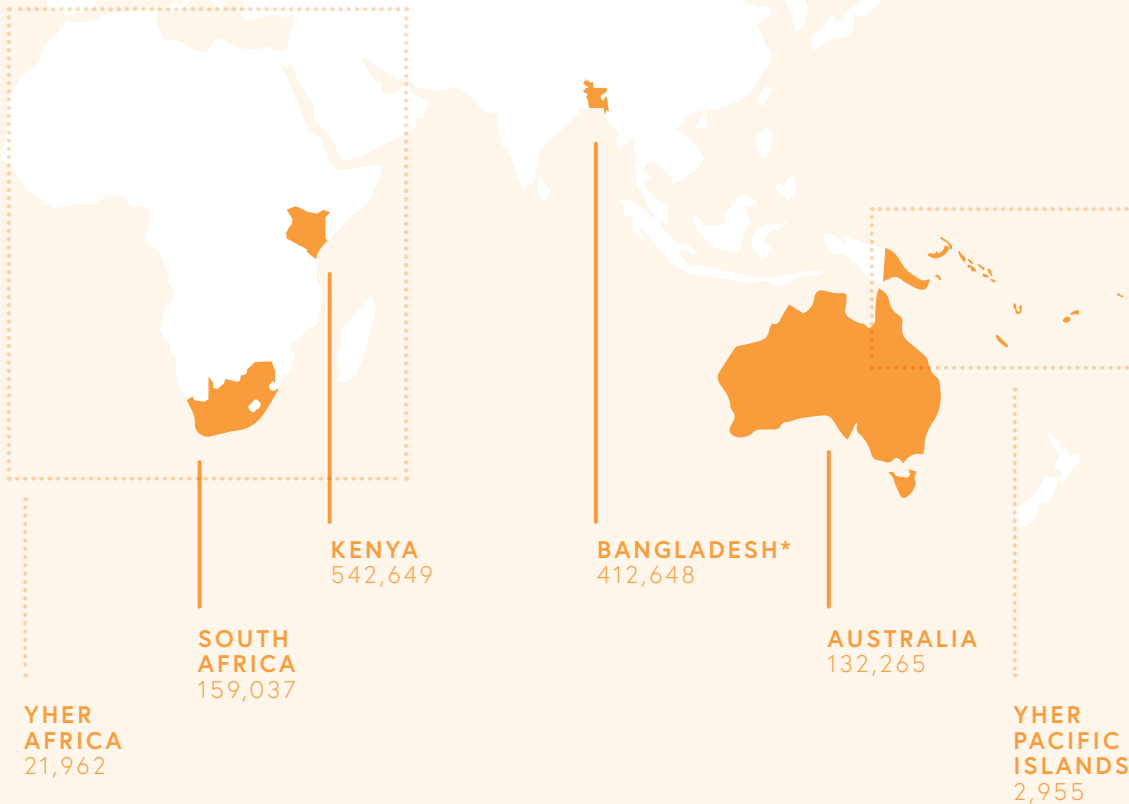 KENYA
542,649
BANGLADESH*
412,648
SOUTH
AFRICA
159,037
AUSTRALIA
132,265
YHER
AFRICA
21,962
YHER
PACIFIC
ISLANDS
2,955